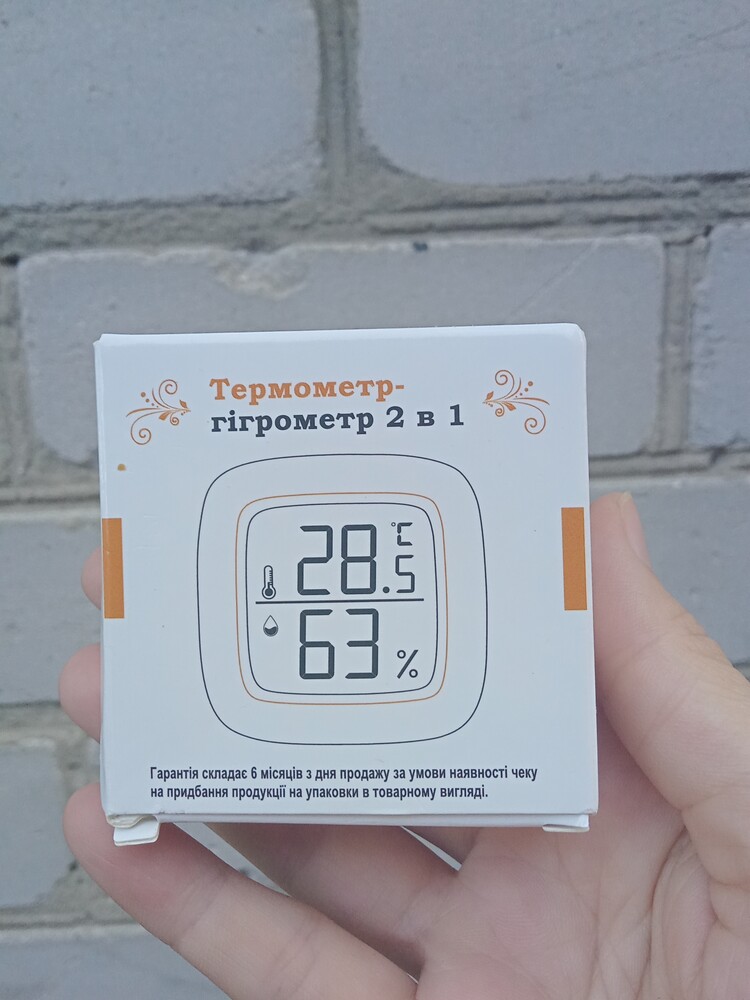 Термометр-
гігрометр 2 в 1
28.5 °C
63 %
Гарантія складає 6 місяців з дня продажу за умови наявності чеку
на придбання продукції на упаковки в товарному вигляді.